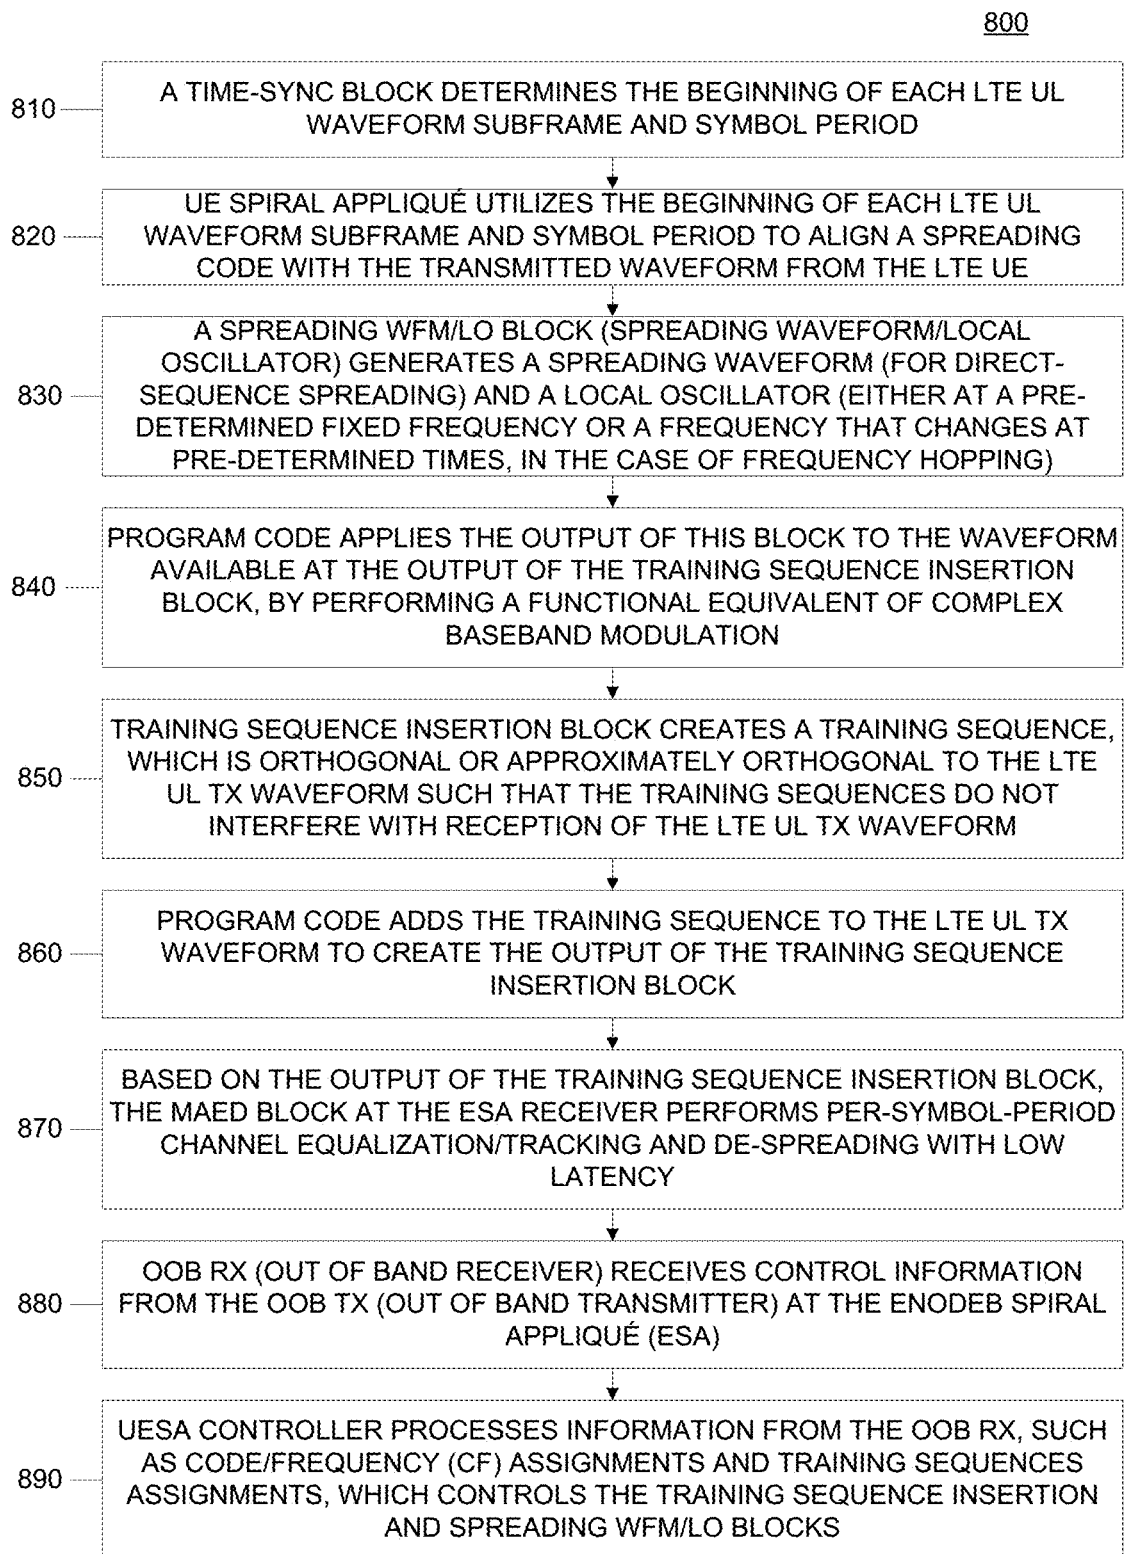 800
810
A TIME-SYNC BLOCK DETERMINES THE BEGINNING OF EACH LTE UL
WAVEFORM SUBFRAME AND SYMBOL PERIOD
820
UE SPIRAL APPLIQUÉ UTILIZES THE BEGINNING OF EACH LTE UL
WAVEFORM SUBFRAME AND SYMBOL PERIOD TO ALIGN A SPREADING
CODE WITH THE TRANSMITTED WAVEFORM FROM THE LTE UE
830
A SPREADING WFM/LO BLOCK (SPREADING WAVEFORM/LOCAL
OSCILLATOR) GENERATES A SPREADING WAVEFORM (FOR DIRECT-
SEQUENCE SPREADING) AND A LOCAL OSCILLATOR (EITHER AT A PRE-
DETERMINED FIXED FREQUENCY OR A FREQUENCY THAT CHANGES AT
PRE-DETERMINED TIMES, IN THE CASE OF FREQUENCY HOPPING)
840
PROGRAM CODE APPLIES THE OUTPUT OF THIS BLOCK TO THE WAVEFORM
AVAILABLE AT THE OUTPUT OF THE TRAINING SEQUENCE INSERTION
BLOCK, BY PERFORMING A FUNCTIONAL EQUIVALENT OF COMPLEX
BASEBAND MODULATION
850
TRAINING SEQUENCE INSERTION BLOCK CREATES A TRAINING SEQUENCE,
WHICH IS ORTHOGONAL OR APPROXIMATELY ORTHOGONAL TO THE LTE
UL TX WAVEFORM SUCH THAT THE TRAINING SEQUENCES DO NOT
INTERFERE WITH RECEPTION OF THE LTE UL TX WAVEFORM
860
PROGRAM CODE ADDS THE TRAINING SEQUENCE TO THE LTE UL TX
WAVEFORM TO CREATE THE OUTPUT OF THE TRAINING SEQUENCE
INSERTION BLOCK
870
BASED ON THE OUTPUT OF THE TRAINING SEQUENCE INSERTION BLOCK,
THE MAED BLOCK AT THE ESA RECEIVER PERFORMS PER-SYMBOL-PERIOD
CHANNEL EQUALIZATION/TRACKING AND DE-SPREADING WITH LOW
LATENCY
880
OOB RX (OUT OF BAND RECEIVER) RECEIVES CONTROL INFORMATION
FROM THE OOB TX (OUT OF BAND TRANSMITTER) AT THE ENODEB SPIRAL
APPLIQUÉ (ESA)
890
UESA CONTROLLER PROCESSES INFORMATION FROM THE OOB RX, SUCH
AS CODE/FREQUENCY (CF) ASSIGNMENTS AND TRAINING SEQUENCES
ASSIGNMENTS, WHICH CONTROLS THE TRAINING SEQUENCE INSERTION
AND SPREADING WFM/LO BLOCKS